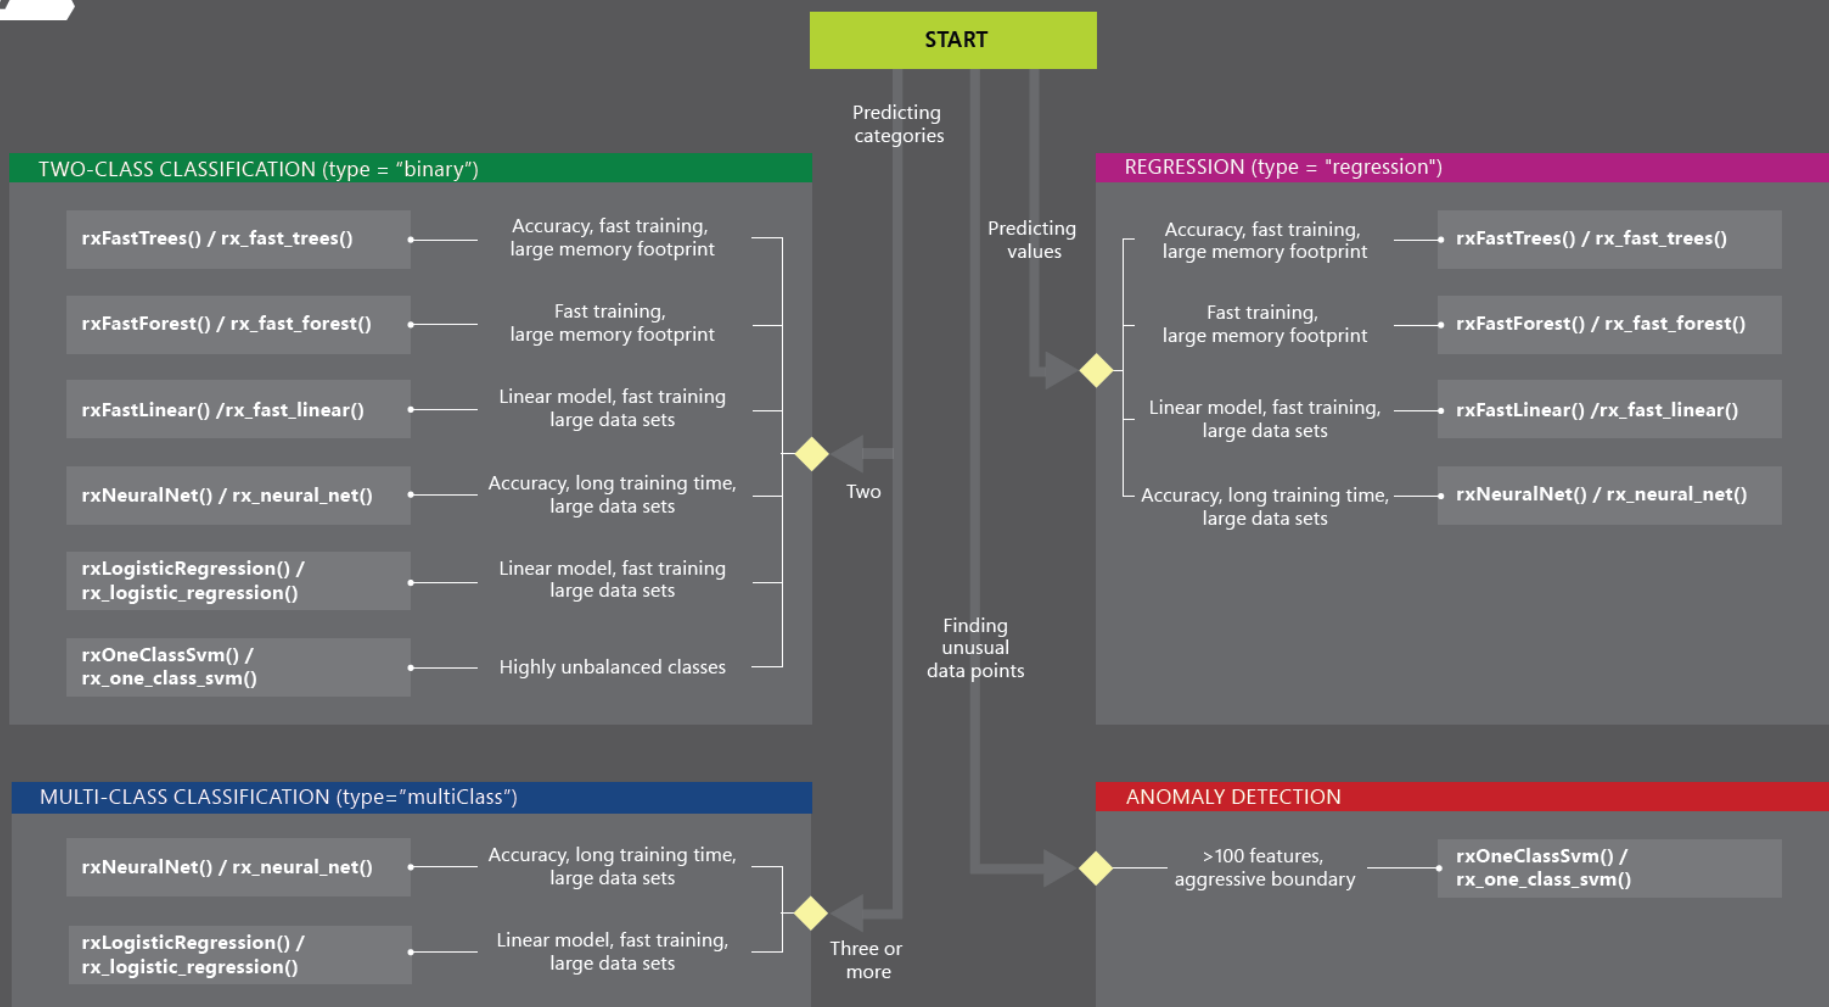 START
Predicting
categories
TWO-CLASS CLASSIFICATION (type = “binary”)
rxFastTrees() / rx_fast_trees()
Accuracy, fast training,
large memory footprint
rxFastForest() / rx_fast_forest()
Fast training,
large memory footprint
rxFastLinear() /rx_fast_linear()
Linear model, fast training
large data sets
rxNeuralNet() / rx_neural_net()
Accuracy, long training time,
large data sets
rxLogisticRegression() /
rx_logistic_regression()
Linear model, fast training
large data sets
rxOneClassSvm() /
rx_one_class_svm()
Highly unbalanced classes
Two
Predicting
values
REGRESSION (type = "regression")
Accuracy, fast training,
large memory footprint
rxFastTrees() / rx_fast_trees()
Fast training,
large memory footprint
rxFastForest() / rx_fast_forest()
Linear model, fast training,
large data sets
rxFastLinear() /rx_fast_linear()
Accuracy, long training time,
large data sets
rxNeuralNet() / rx_neural_net()
Finding
unusual
data points
MULTI-CLASS CLASSIFICATION (type=”multiClass”)
rxNeuralNet() / rx_neural_net()
Accuracy, long training time,
large data sets
rxLogisticRegression() /
rx_logistic_regression()
Linear model, fast training,
large data sets
Three or
more
ANOMALY DETECTION
>100 features,
aggressive boundary
rxOneClassSvm() /
rx_one_class_svm()